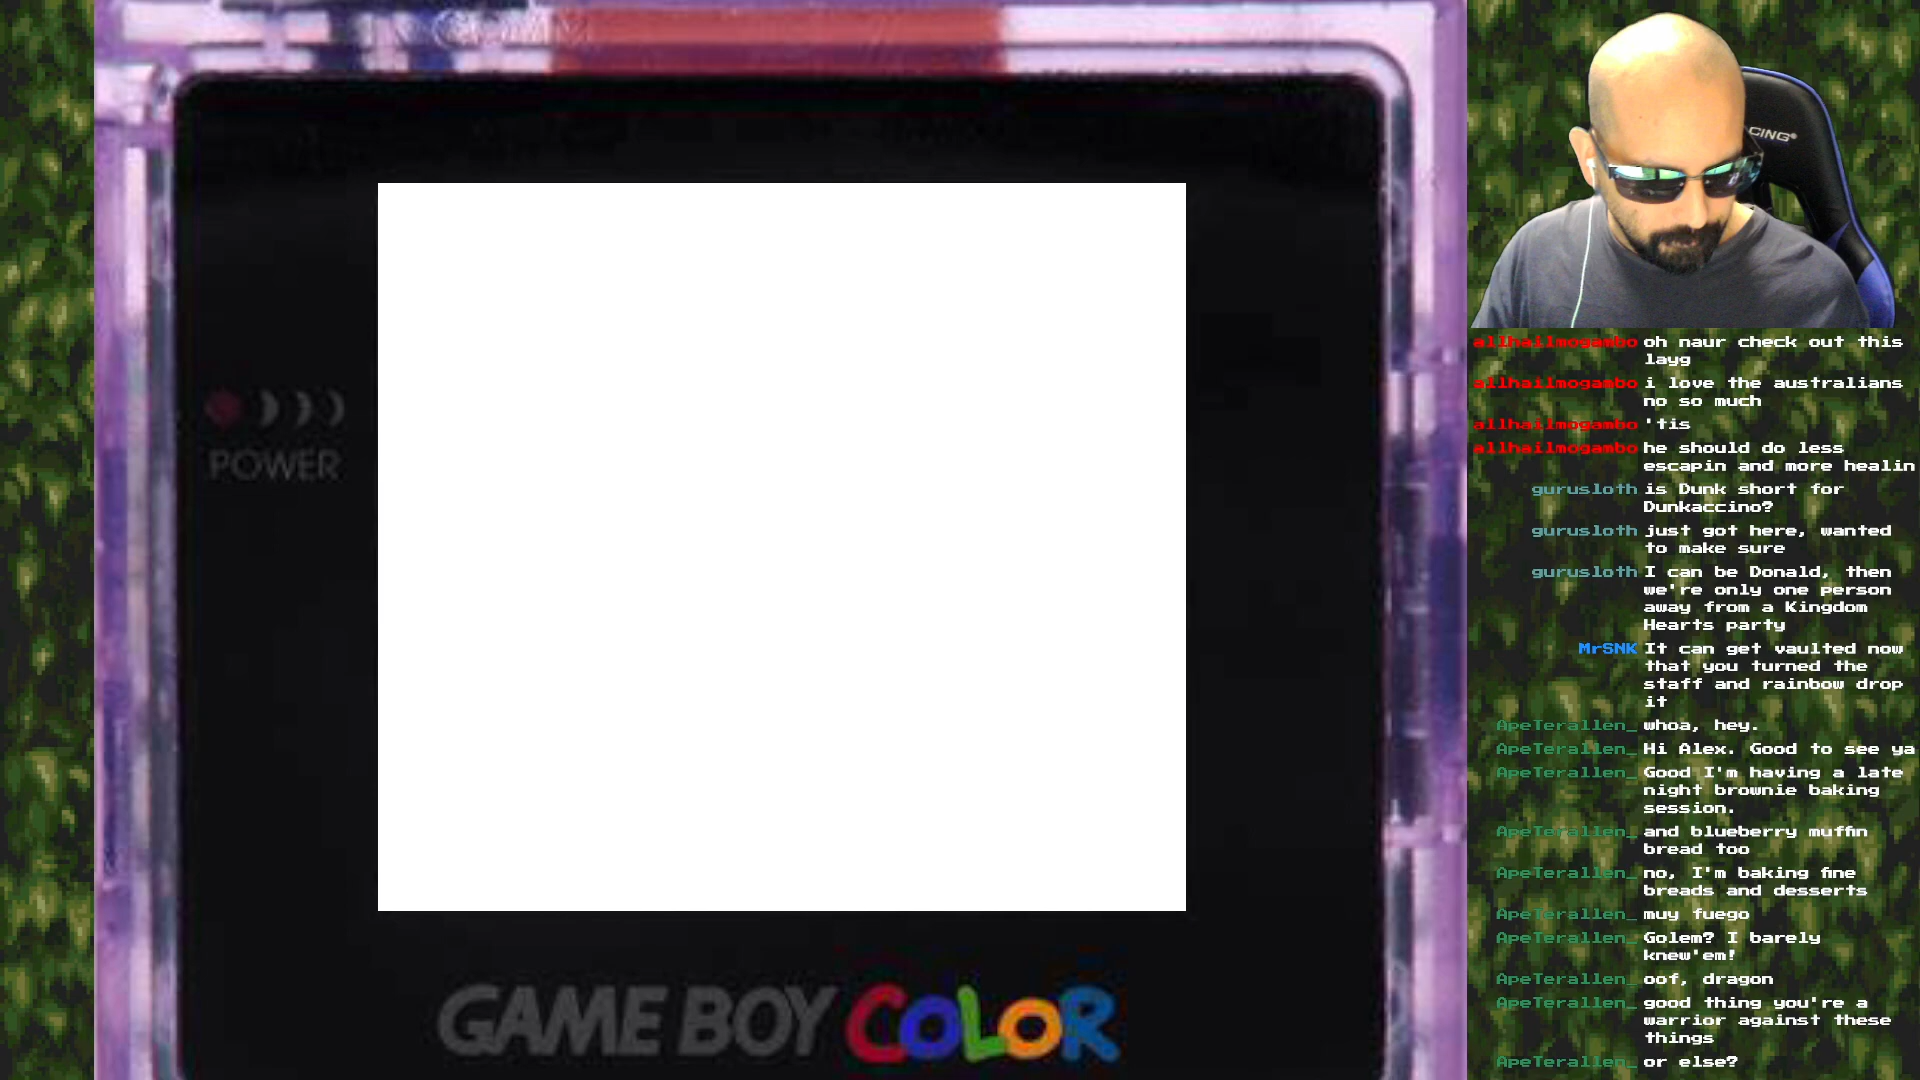 CING®
POWER
GAME BOY COLOR
allhailmogambo oh naur check out this
layg
allhailmogambo i love the australians
no so much
allhailmogambo 'tis
allhailmogambo he should do less
escapin and more healin
gurusloth is Dunk short for
Dunkaccino?
gurusloth just got here, wanted
to make sure
gurusloth I can be Donald, then
we're only one person
away from a Kingdom
Hearts party
MrSNK It can get vaulted now
that you turned the
staff and rainbow drop
it
ApeTerallen_ whoa, hey.
ApeTerallen_ Hi Alex. Good to see ya
ApeTerallen_ Good I'm having a late
night brownie baking
session.
ApeTerallen_ and blueberry muffin
bread too
ApeTerallen_ no, I'm baking fine
breads and desserts
ApeTerallen_ muy fuego
ApeTerallen_ Golem? I barely
knew'em!
ApeTerallen_ oof, dragon
ApeTerallen_ good thing you're a
warrior against these
things
ApeTerallen_ or else?